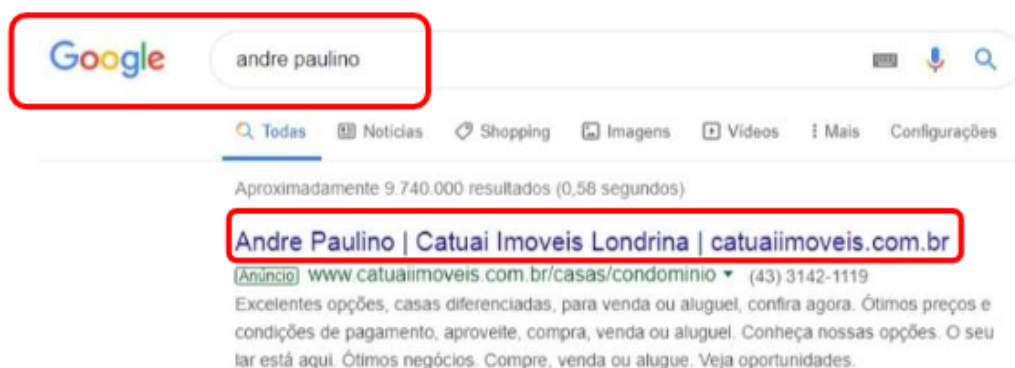 Google andre paulino
Todas Notícias Shopping Imagens Vídeos Mais Configurações
Aproximadamente 9.740.000 resultados (0,58 segundos)
Andre Paulino | Catuai Imoveis Londrina | catuaiimoveis.com.br
Anúncio www.catuaiimoveis.com.br/casas/condominio (43) 3142-1119
Excelentes opções, casas diferenciadas, para venda ou aluguel, confira agora. Ótimos preços e
condições de pagamento, aproveite, compra, venda ou aluguel. Conheça nossas opções. O seu
lar está aqui. Ótimos negócios. Compre, venda ou alugue. Veja oportunidades.